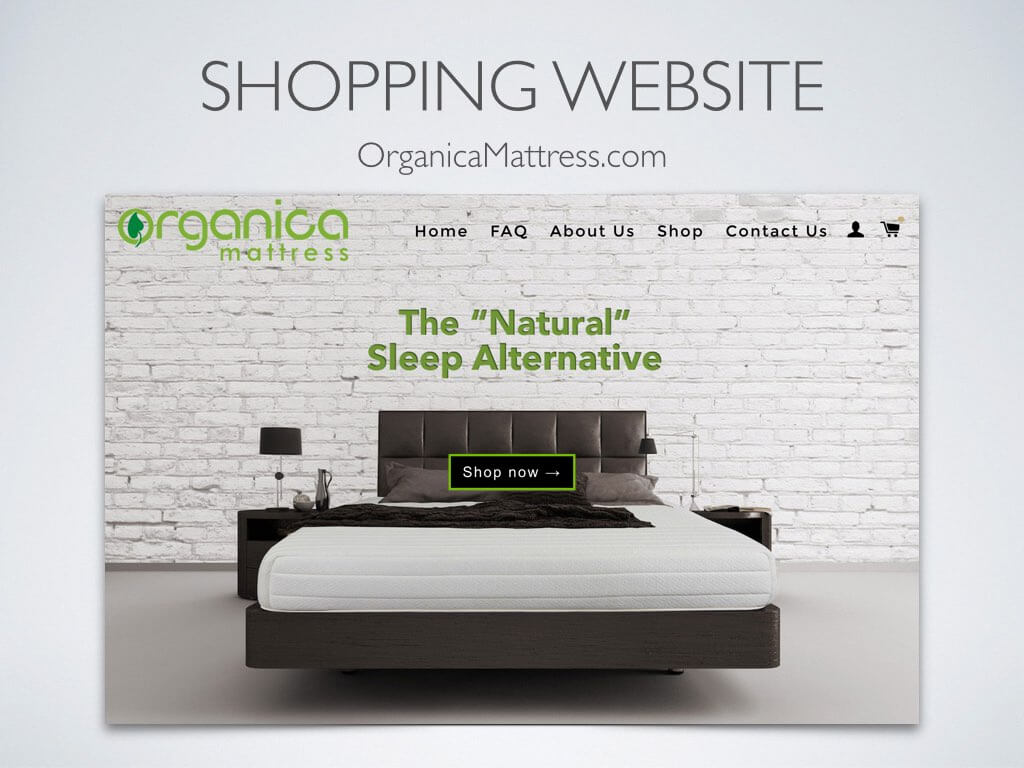 SHOPPING WEBSITE
OrganicaMattress.com
organica
mattress
Home FAQ About Us Shop Contact Us
The "Natural"
Sleep Alternative
Shop now →